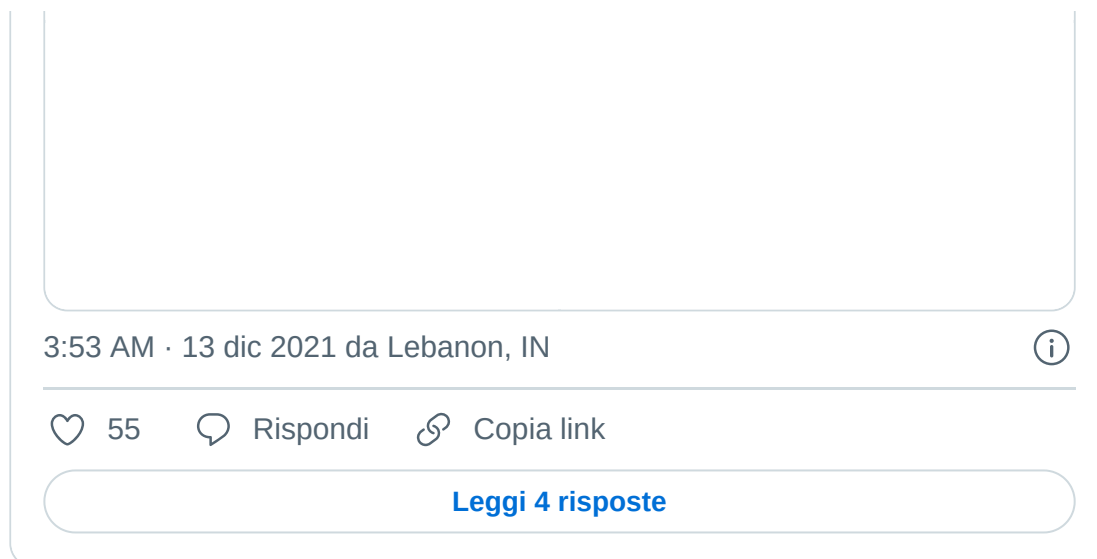 3:53 AM · 13 dic 2021 da Lebanon, IN
55 Rispondi Copia link
Leggi 4 risposte